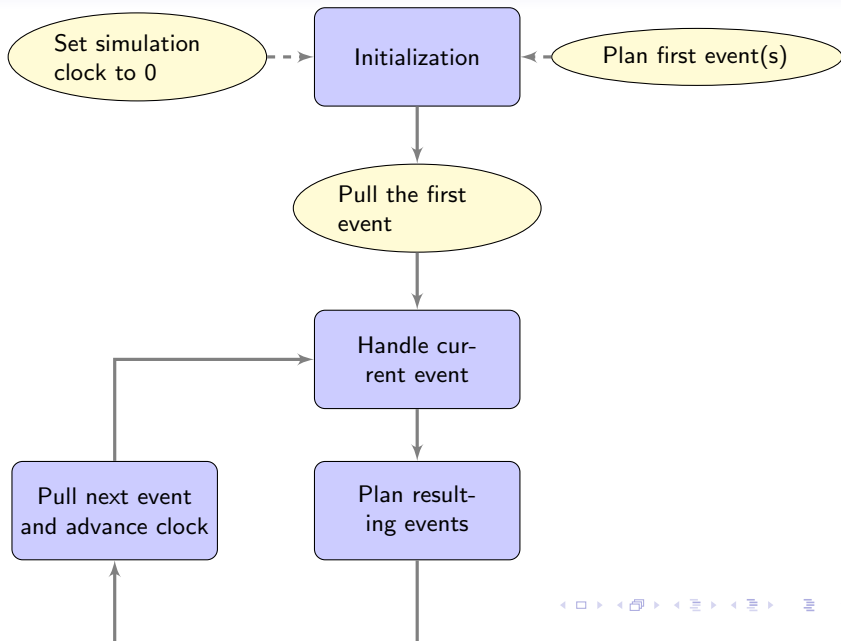 Set simulation
clock to 0
Initialization
Plan first event(s)
Pull the first
event
Handle cur-
rent event
Pull next event
and advance clock
Plan result-
ing events